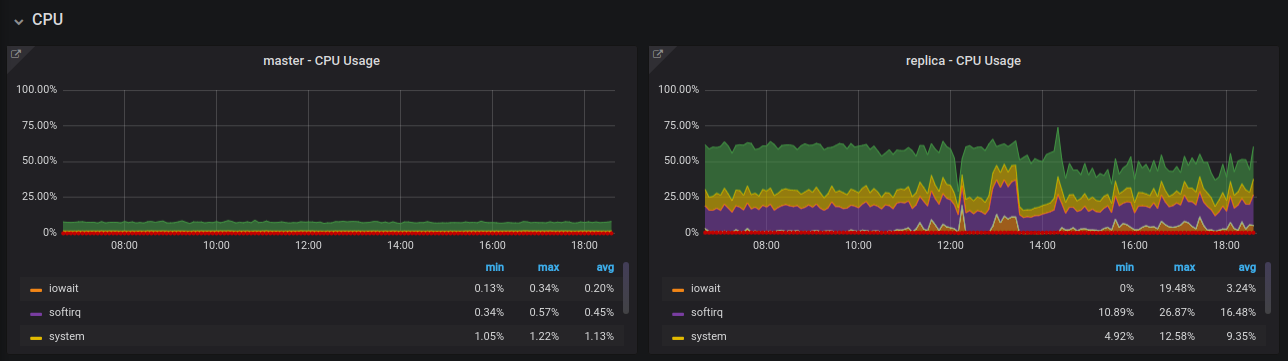 CPU
master - CPU Usage
100.00%
75.00%
50.00%
25.00%
0%
08:00 10:00 12:00 14:00 16:00 18:00
min max avg
iowait 0.13% 0.34% 0.20%
softirq 0.34% 0.57% 0.45%
system 1.05% 1.22% 1.13%
replica - CPU Usage
100.00%
75.00%
50.00%
25.00%
0%
08:00 10:00 12:00 14:00 16:00 18:00
min max avg
iowait 0% 19.48% 3.24%
softirq 10.89% 26.87% 16.48%
system 4.92% 12.58% 9.35%